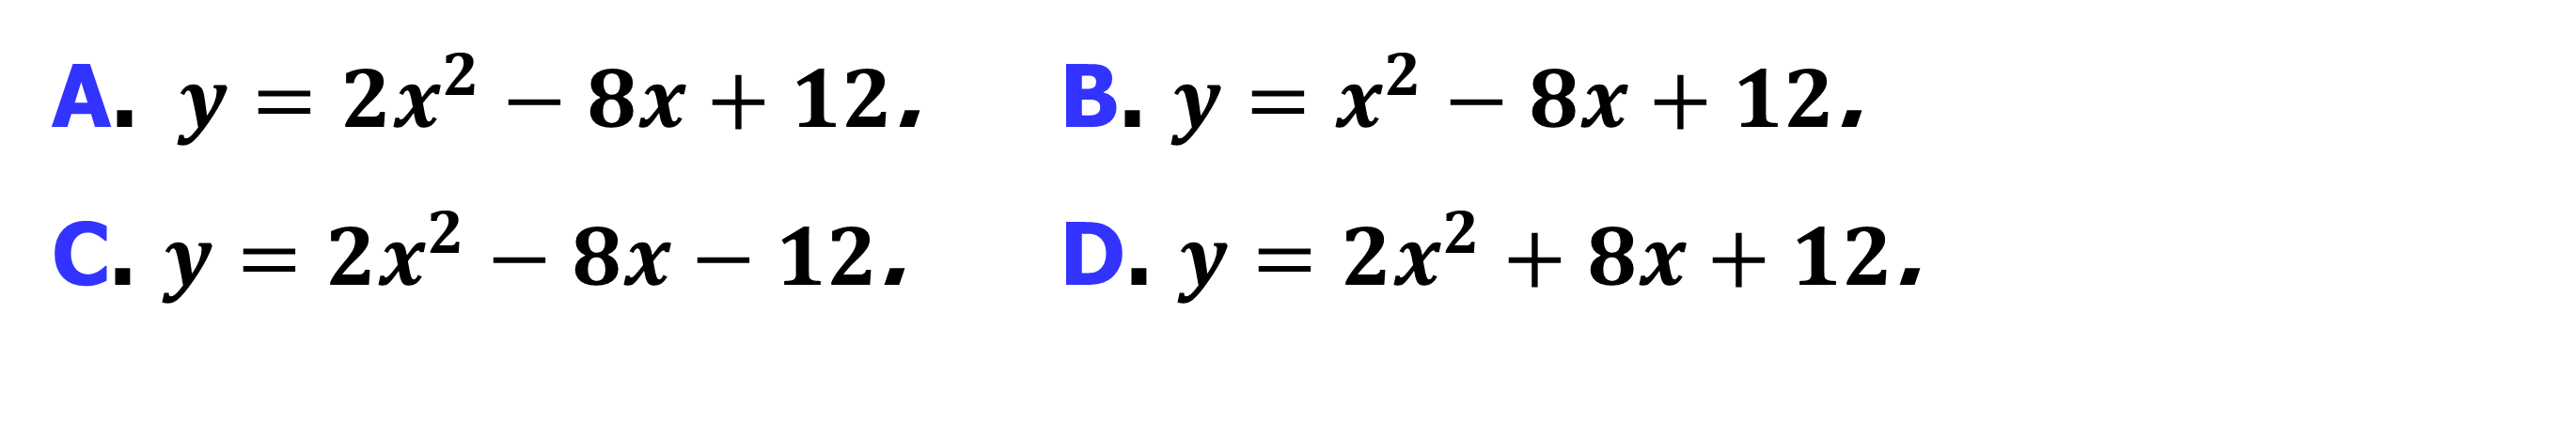 A. y = 2x² − 8x + 12. B. y = x² − 8x + 12.
C. y = 2x² − 8x − 12. D. y = 2x² + 8x + 12.